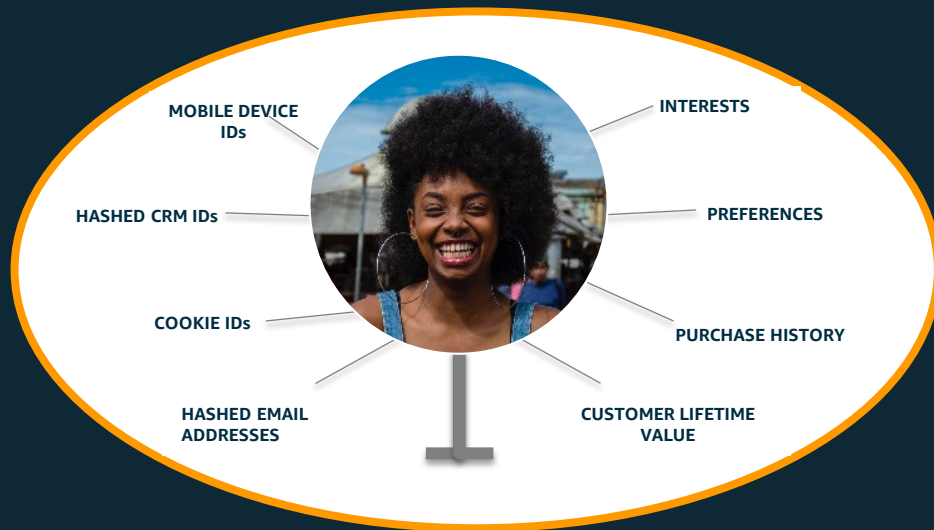 MOBILE DEVICE
IDs
HASHED CRM IDs
COOKIE IDs
HASHED EMAIL
ADDRESSES
INTERESTS
PREFERENCES
PURCHASE HISTORY
CUSTOMER LIFETIME
VALUE